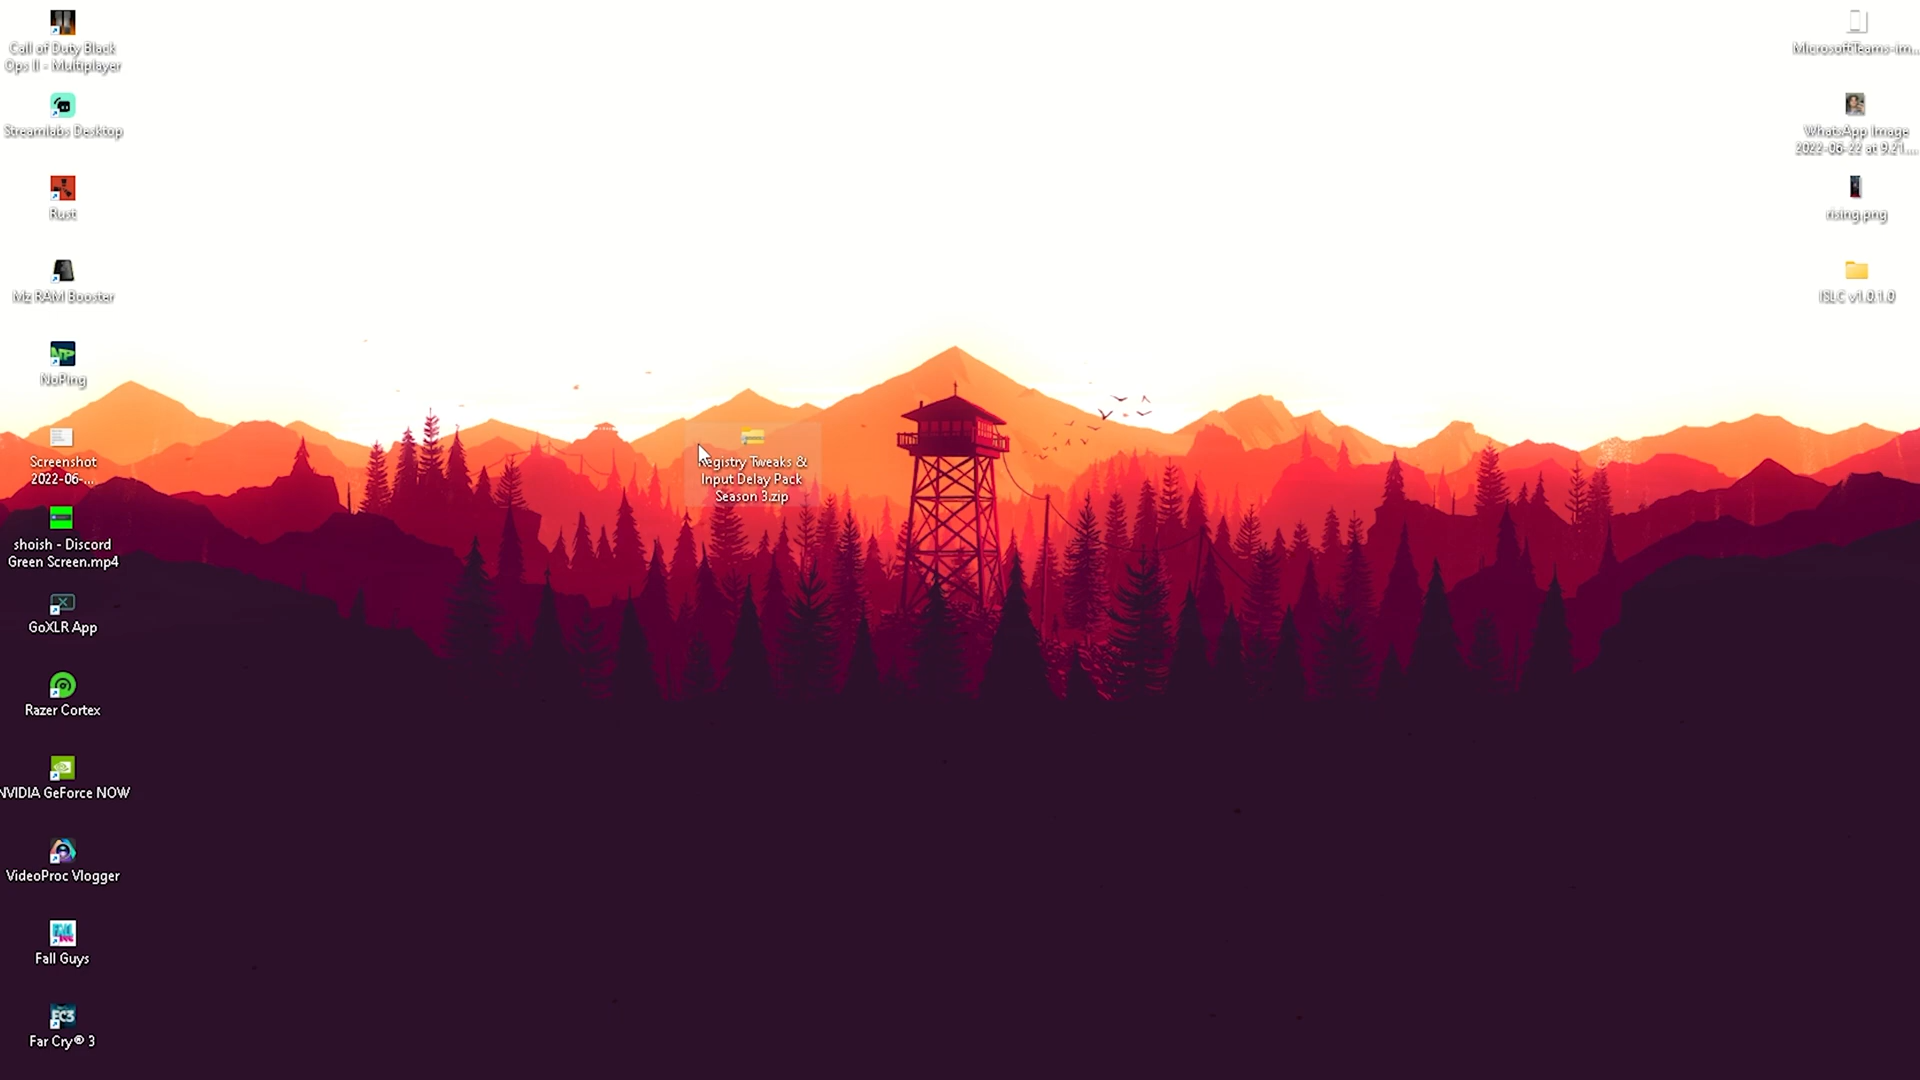 Call of Duty Black
Ops II - Multiplayer
Streamlabs Desktop
Rust
Mz RAM Booster
NoPing
Screenshot
2022-06-...
shoish - Discord
Green Screen.mp4
GoXLR App
Razer Cortex
NVIDIA GeForce NOW
VideoProc Vlogger
Fall Guys
Far Cry® 3
Registry Tweaks &
Input Delay Pack
Season 3.zip
MicrosoftTeams-im...
WhatsApp Image
2022-06-22 at 9.21....
rising.png
ISLC v1.0.1.0